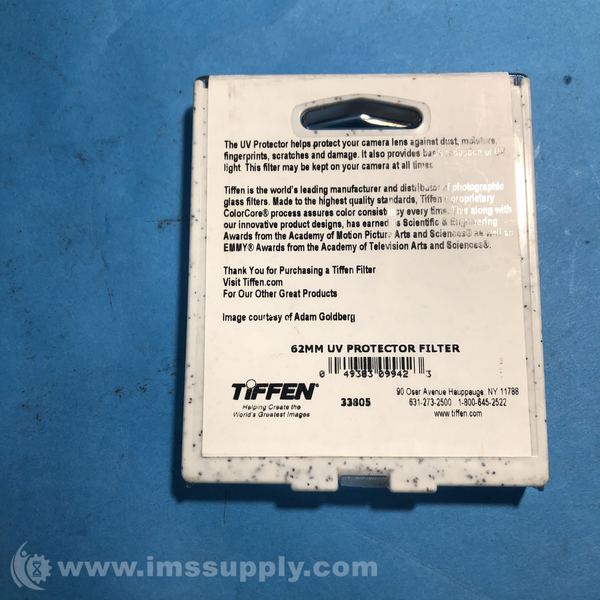 The UV Protector helps protect your camera lens against dust, moisture,
fingerprints, scratches and damage. It also provides basic reduction of UV
light. This filter may be kept on your camera at all times.
Tiffen is the world's leading manufacturer and distributor of photographic
glass filters. Made to the highest quality standards, Tiffen's proprietary
ColorCore® process assures color consistency every time. This along with
our innovative product designs, has earned us Scientific & Engineering
Awards from the Academy of Motion Picture Arts and Sciences® as well as
EMMY® Awards from the Academy of Television Arts and Sciences®.
Thank You for Purchasing a Tiffen Filter
Visit Tiffen.com
For Our Other Great Products
Image courtesy of Adam Goldberg
62MM UV PROTECTOR FILTER
0 49383 09942 3
TIFFEN®
Helping Create the
World's Greatest Images
33805
90 Oser Avenue Hauppauge, NY 11788
631-273-2500 1-800-645-2522
www.tiffen.com
www.imssupply.com